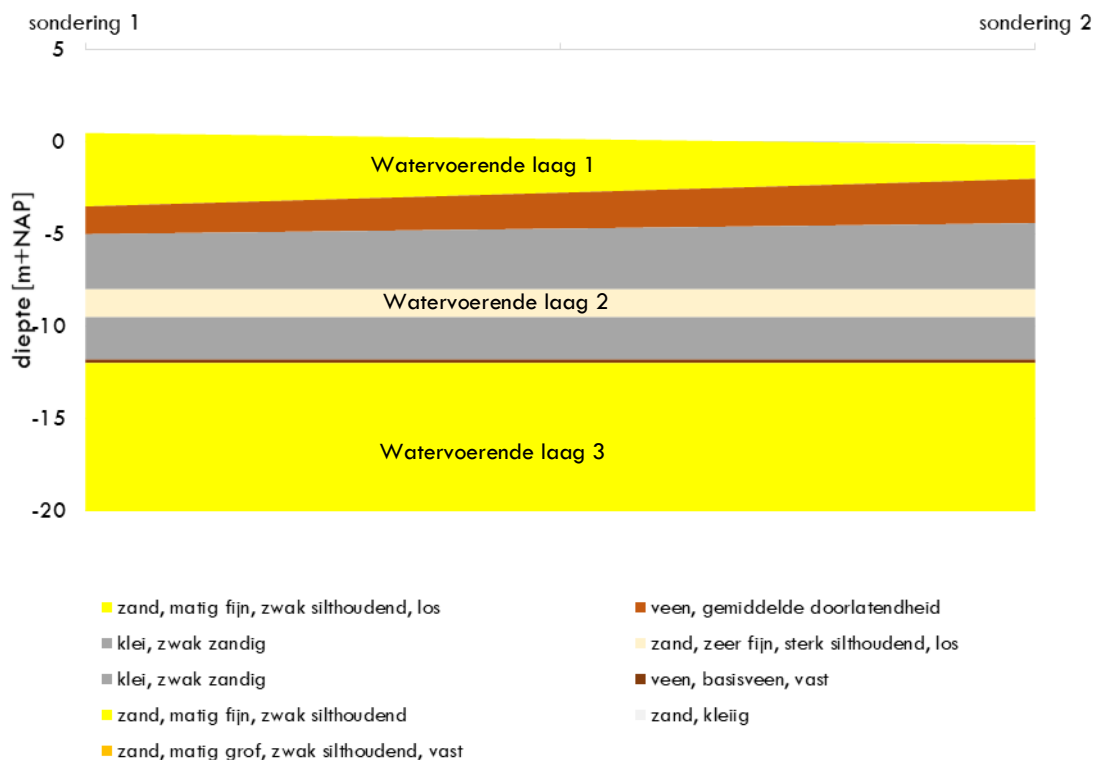 sondering 1
sondering 2
5
0
-5
-10
-15
-20
diepte [m+NAP]
Watervoerende laag 1
Watervoerende laag 2
Watervoerende laag 3
zand, matig fijn, zwak silthoudend, los
veen, gemiddelde doorlatendheid
klei, zwak zandig
zand, zeer fijn, sterk silthoudend, los
klei, zwak zandig
veen, basisveen, vast
zand, matig fijn, zwak silthoudend
zand, kleiig
zand, matig grof, zwak silthoudend, vast